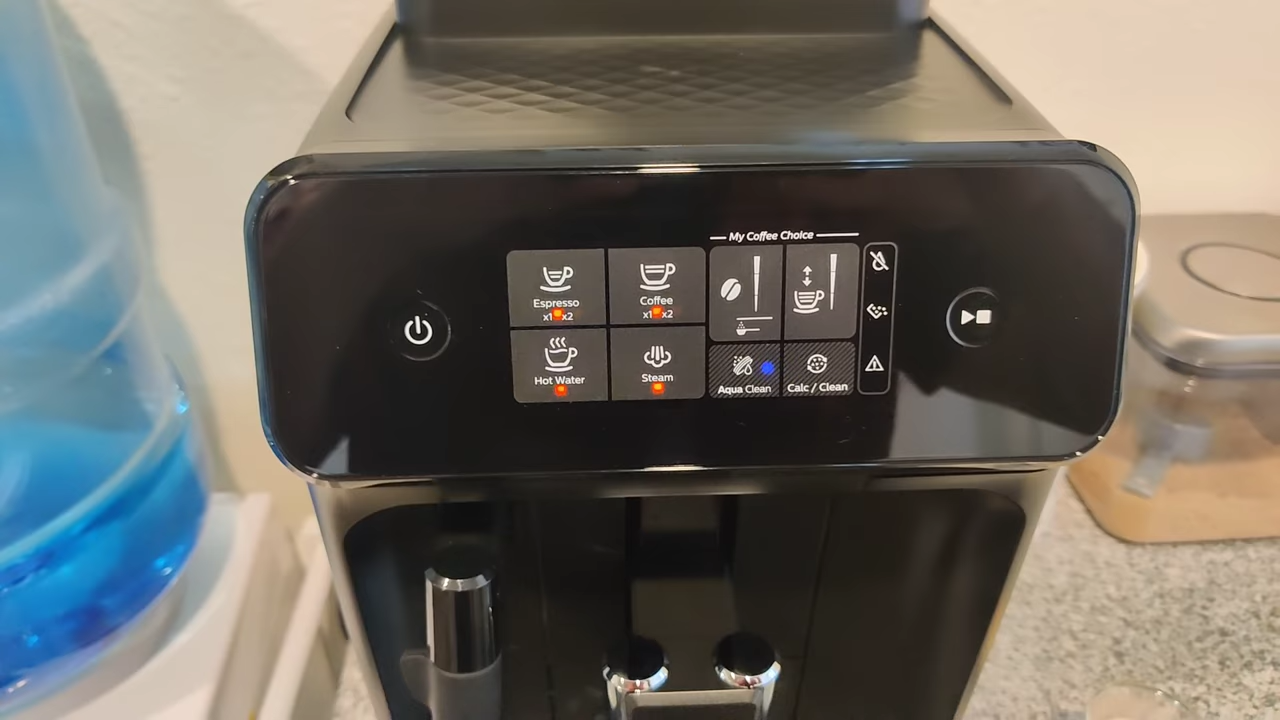 My Coffee Choice
Espresso
x1 x2
Coffee
x1 x2
Hot Water
Steam
Aqua Clean
Calc / Clean